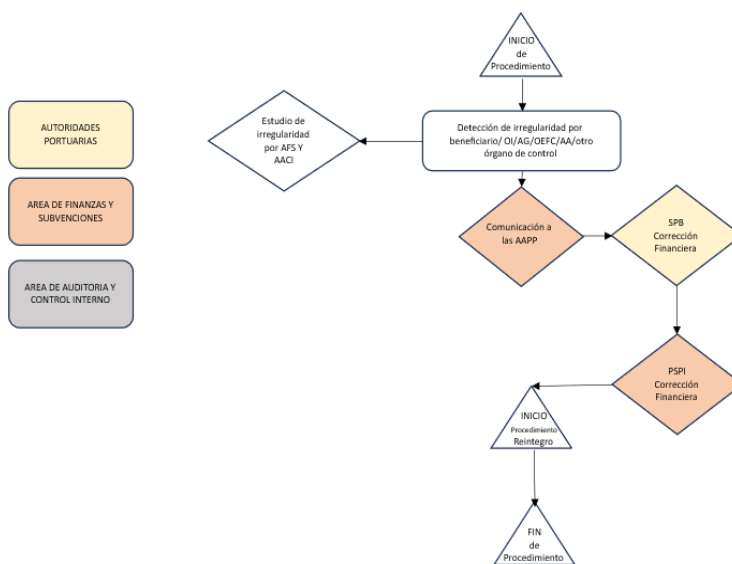 INICIO
de
Procedimiento
AUTORIDADES
PORTUARIAS
Estudio de
irregularidad
por AFS Y
AACI
Detección de irregularidad por
beneficiario/ OI/AG/OEFC/AA/otro
órgano de control
AREA DE FINANZAS Y
SUBVENCIONES
Comunicación a
las AAPP
SPB
Corrección
Financiera
AREA DE AUDITORIA Y
CONTROL INTERNO
PSPI
Corrección
Financiera
INICIO
Procedimiento
Reintegro
FIN
de
Procedimiento